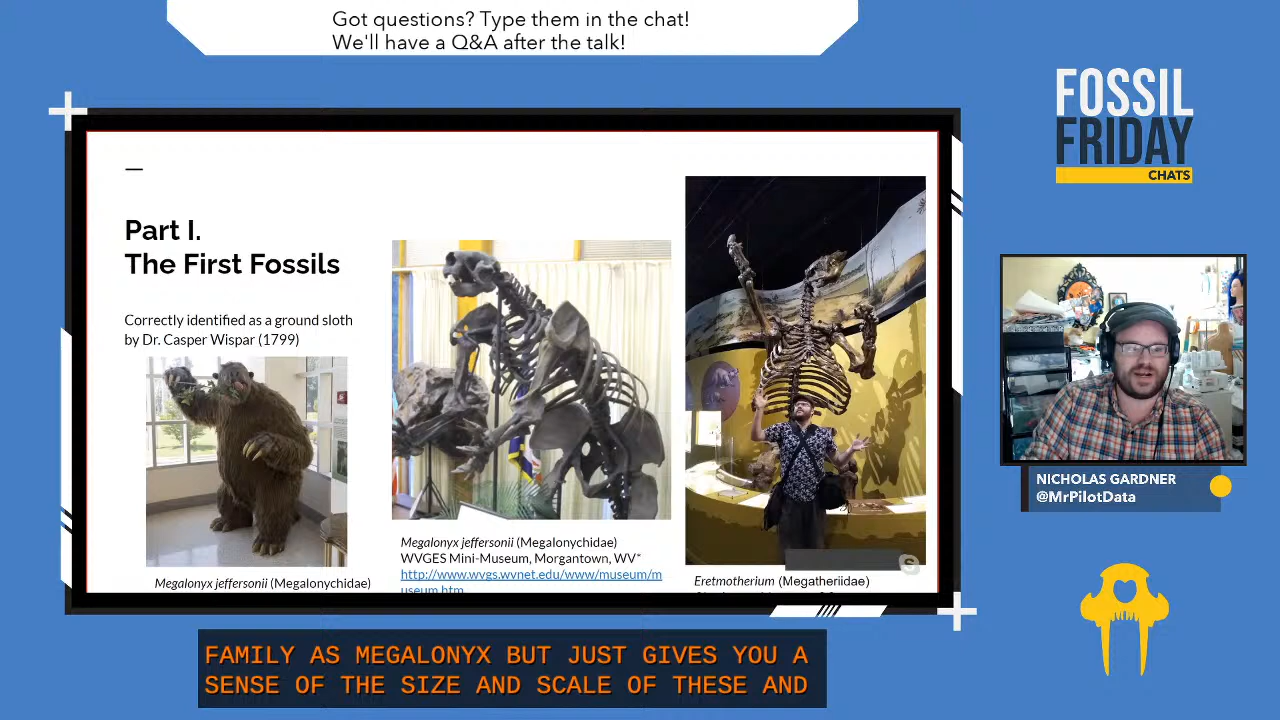 Got questions? Type them in the chat!
We'll have a Q&A after the talk!
FOSSIL
FRIDAY
CHATS
Part I.
The First Fossils
Correctly identified as a ground sloth
by Dr. Casper Wispar (1799)
Megalonyx jeffersonii (Megalonychidae)
Megalonyx jeffersonii (Megalonychidae)
WVGES Mini-Museum, Morgantown, WV*
http://www.wvgs.wvnet.edu/www/museum/m
useum.htm
Eretmotherium (Megatheriidae)
NICHOLAS GARDNER
@MrPilotData
FAMILY AS MEGALONYX BUT JUST GIVES YOU A
SENSE OF THE SIZE AND SCALE OF THESE AND